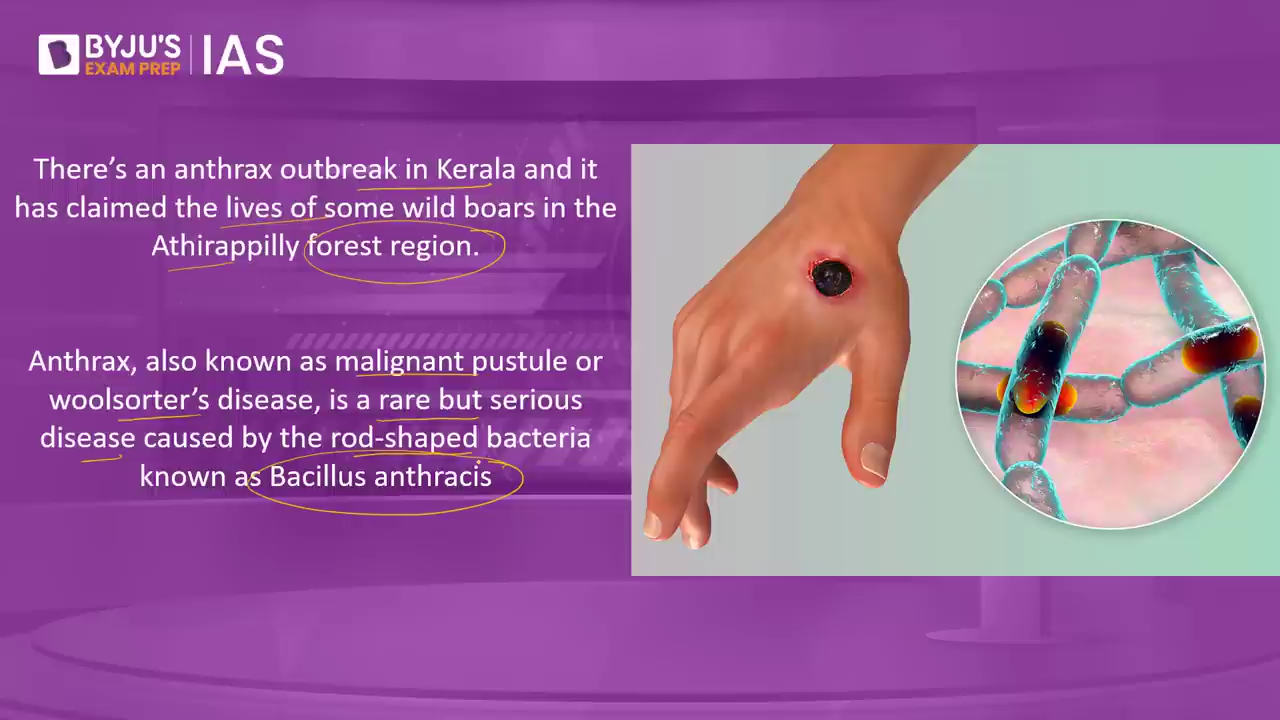 BYJU'S
EXAM PREP
IAS
There's an anthrax outbreak in Kerala and it
has claimed the lives of some wild boars in the
Athirappilly forest region.
Anthrax, also known as malignant pustule or
woolsorter's disease, is a rare but serious
disease caused by the rod-shaped bacteria
known as Bacillus anthracis